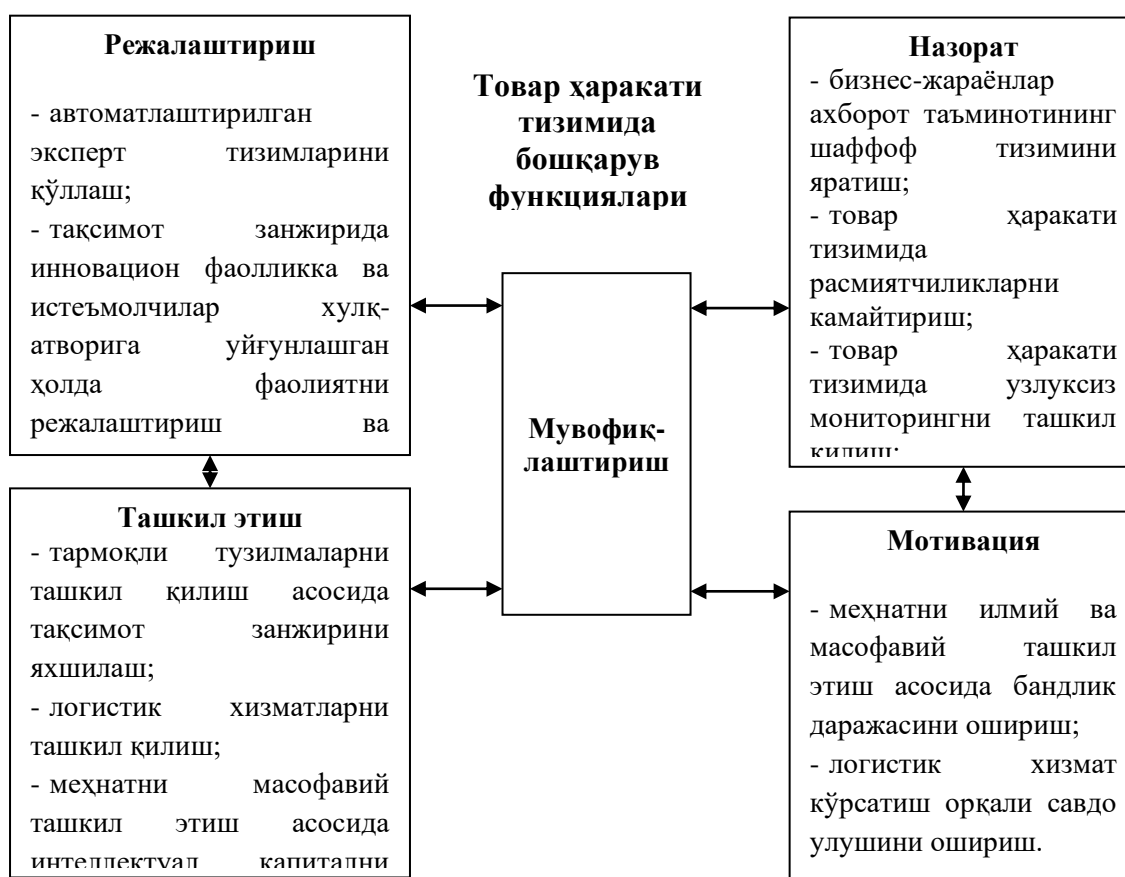 Режалаштириш
- автоматлаштирилган
эксперт тизимларини
қўллаш;
- тақсимот занжирида
инновацион фаолликка ва
истеъмолчилар хулқ-
атворига уйғунлашган
ҳолда фаолиятни
режалаштириш ва
Товар ҳаракати
тизимида
бошқарув
функциялари
Назорат
- бизнес-жараёнлар
ахборот таъминотининг
шаффоф тизимини
яратиш;
- товар ҳаракати
тизимида
расмиятчиликларни
камайтириш;
- товар ҳаракати
тизимида узлуксиз
мониторингни ташкил
қилиш;
Мувофиқ-
лаштириш
Ташкил этиш
- тармоқли тузилмаларни
ташкил қилиш асосида
тақсимот занжирини
яхшилаш;
- логистик хизматларни
ташкил қилиш;
- меҳнатни масофавий
ташкил этиш асосида
интеллектуал капитални
Мотивация
- меҳнатни илмий ва
масофавий ташкил
этиш асосида бандлик
даражасини ошириш;
- логистик хизмат
кўрсатиш орқали савдо
улушини ошириш.